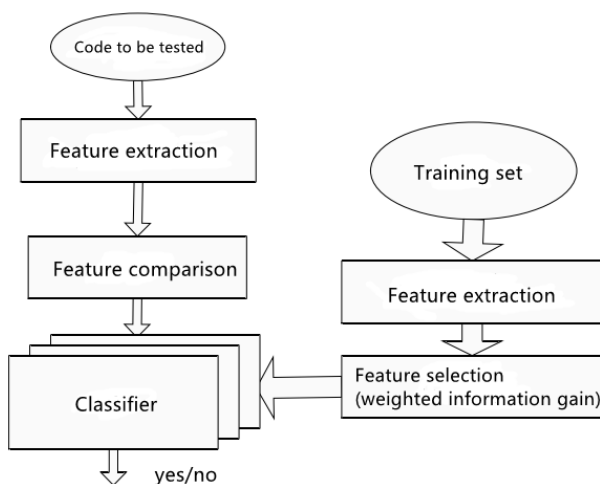 Code to be tested
Feature extraction
Feature comparison
Classifier
yes/no
Training set
Feature extraction
Feature selection
(weighted information gain)